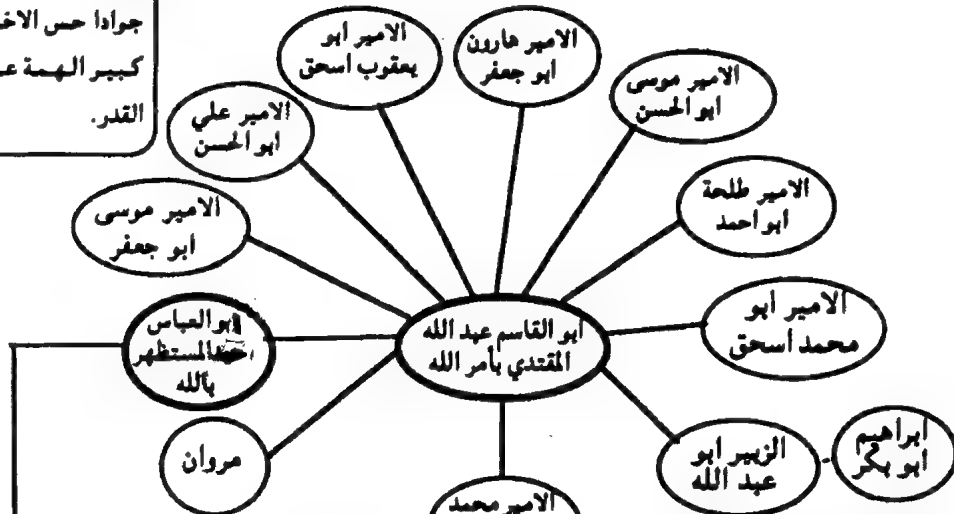 جوادا حسن الاخ
كبير الهمة عـ
القدر.
الامير هارون
ابو جعفر
الامير ابو
يعقوب اسحق
الامير موسى
ابو الحسن
الامير علي
ابو الحسن
الامير طلحة
ابو احمد
الامير موسى
ابو جعفر
الامير ابو
محمد أسحق
ابو القاسم عبد الله
المقتدي بأمر الله
ابو العباس
المستظهر
بالله
مروان
الزبير ابو
عبد الله
ابراهيم
ابو بكر
الامير محمد